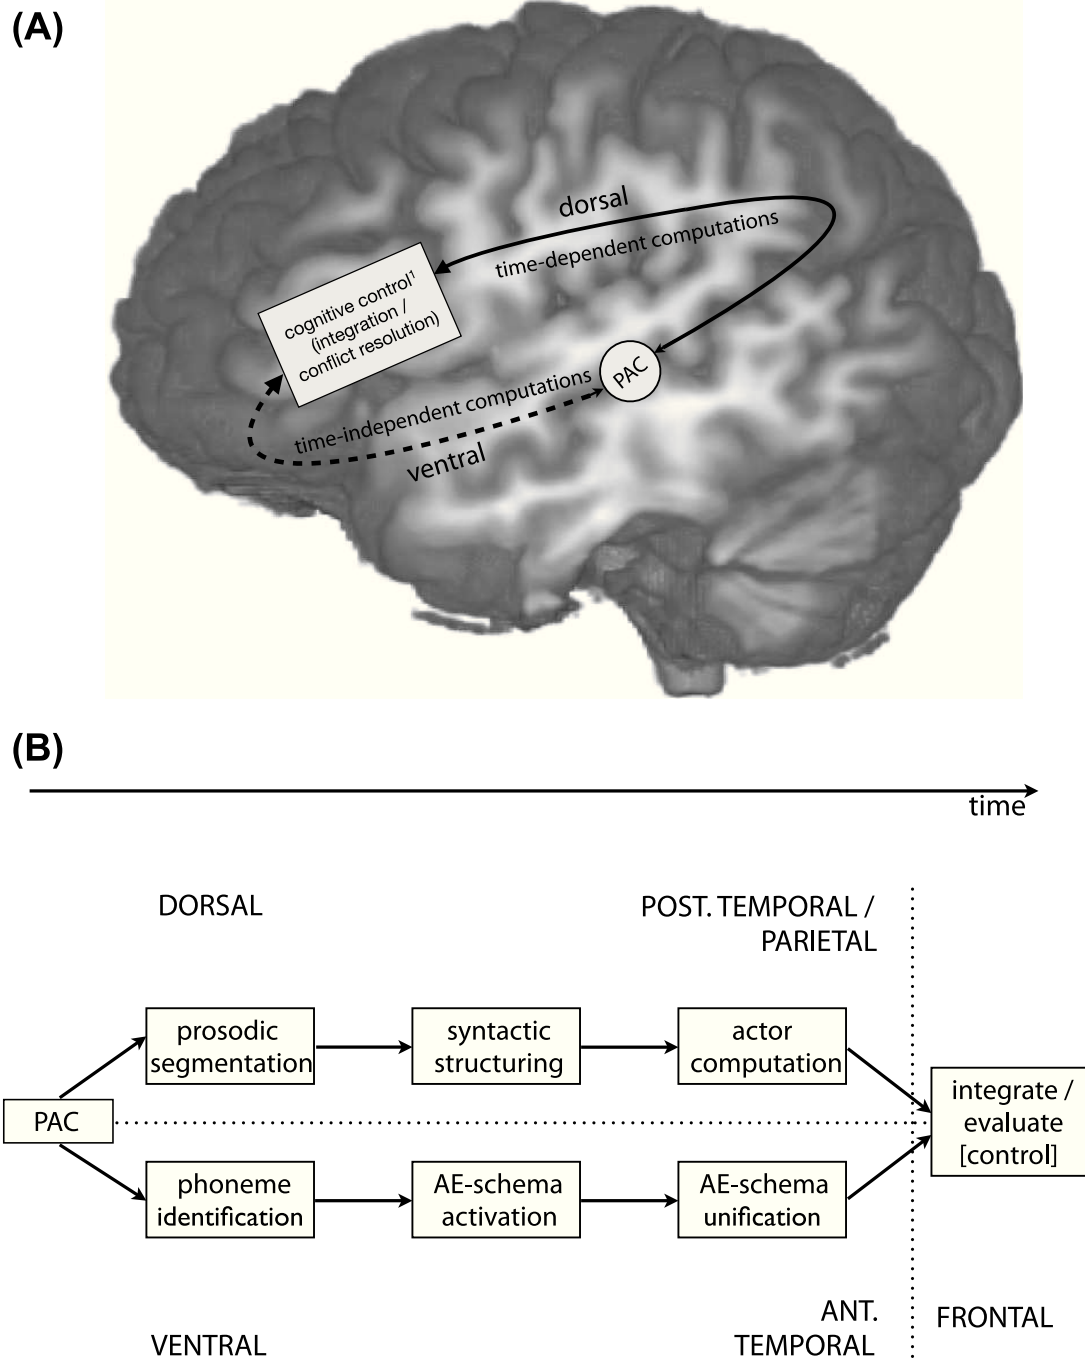 (A)
dorsal
time-dependent computations
cognitive control¹
(integration /
conflict resolution)
PAC
time-independent computations
ventral
(B)
time
DORSAL
POST. TEMPORAL /
PARIETAL
prosodic
segmentation
syntactic
structuring
actor
computation
integrate /
evaluate
[control]
PAC
phoneme
identification
AE-schema
activation
AE-schema
unification
VENTRAL
ANT.
TEMPORAL
FRONTAL